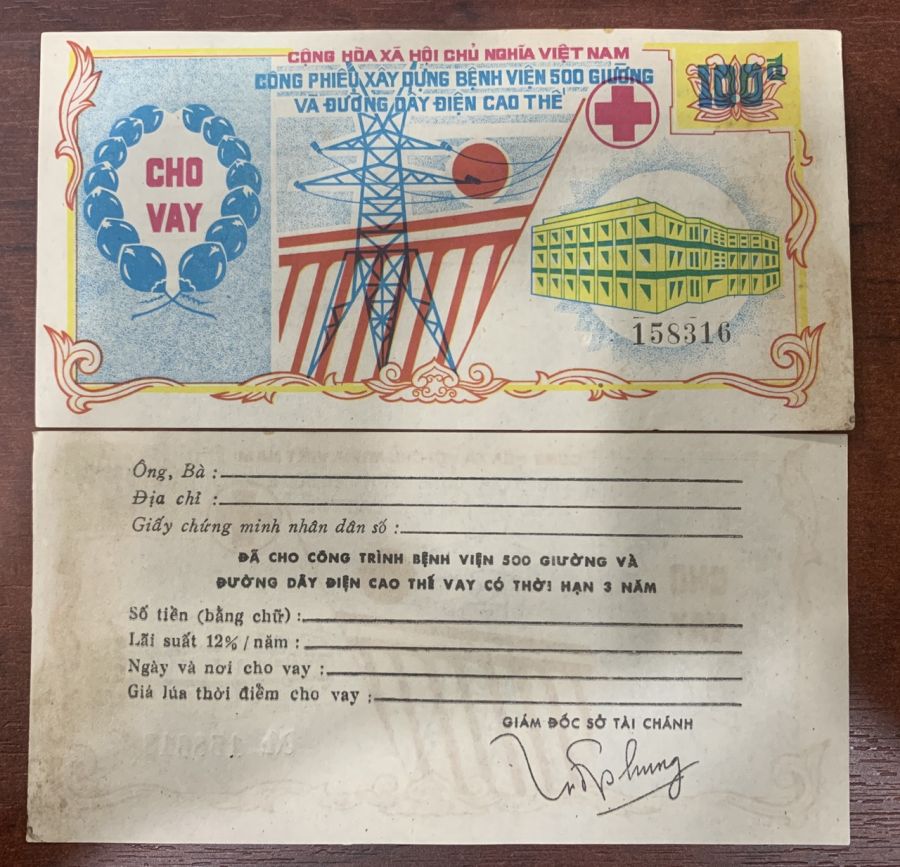 CỘNG HÒA XÃ HỘI CHỦ NGHĨA VIỆT NAM
CÔNG PHIẾU XÂY DỰNG BỆNH VIỆN 500 GIƯỜNG
VÀ ĐƯỜNG DÂY ĐIỆN CAO THẾ
100đ
CHO
VAY
158316
Ông, Bà :
Địa chỉ :
Giấy chứng minh nhân dân số :
ĐÃ CHO CÔNG TRÌNH BỆNH VIỆN 500 GIƯỜNG VÀ
ĐƯỜNG DÂY ĐIỆN CAO THẾ VAY CÓ THỜI HẠN 3 NĂM
Số tiền (bằng chữ) :
Lãi suất 12% / năm :
Ngày và nơi cho vay :
Giá lúa thời điểm cho vay :
GIÁM ĐỐC SỞ TÀI CHÁNH